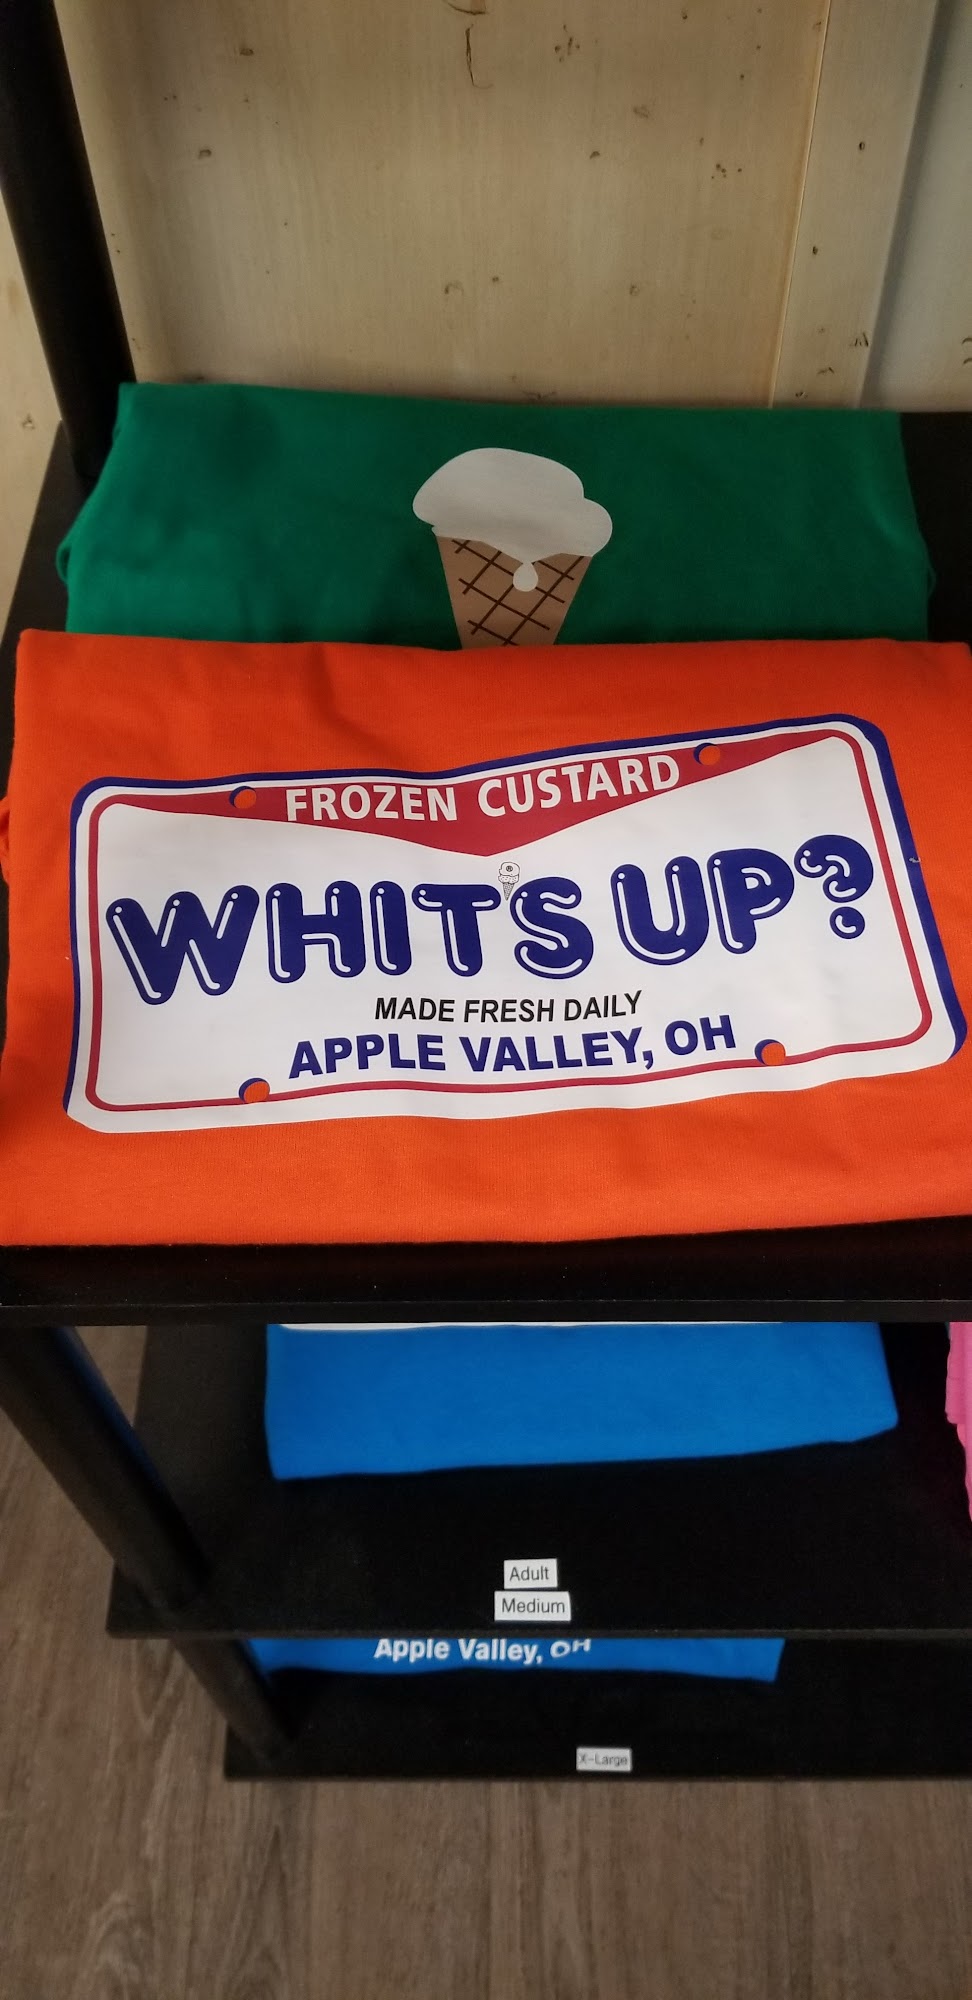 FROZEN CUSTARD
WHIT'S UP?
MADE FRESH DAILY
APPLE VALLEY, OH
Adult
Medium
Apple Valley, OH
X-Large